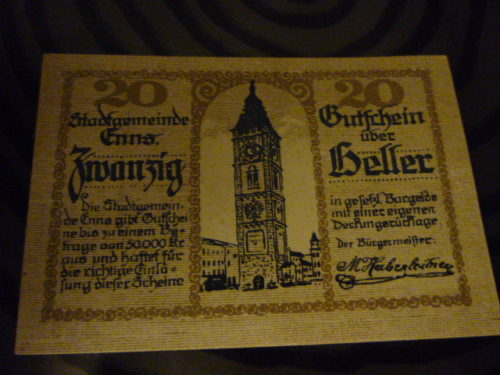 20
Stadtgemeinde
Enns.
Zwanzig
Die Stadtgemein-
de Enns gibt Gutschei
ne bis zu einem Be-
trage von 50.000 Kr.
aus und haftet für
die richtige Einlö-
sung dieser Scheine
20
Gutschein
über
Heller
in gesetzl. Bargelde
mit einer eigenen
Deckungsrücklage.
Der Bürgermeister: